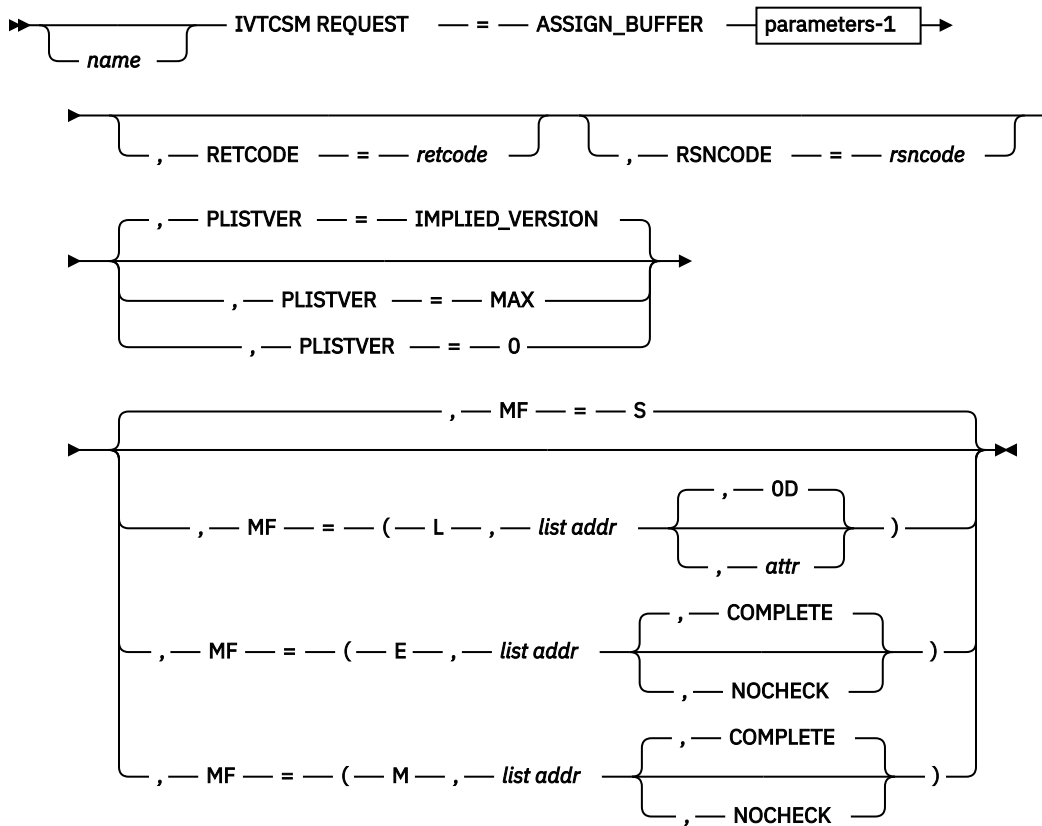 IVTCSM REQUEST = ASSIGN_BUFFER parameters-1
name
, RETCODE = retcode , RSNCODE = rsncode
, PLISTVER = IMPLIED_VERSION
, PLISTVER = MAX
, PLISTVER = 0
, MF = S
, 0D
, MF = ( L , list addr )
, attr
, COMPLETE
, MF = ( E , list addr )
, NOCHECK
, COMPLETE
, MF = ( M , list addr )
, NOCHECK